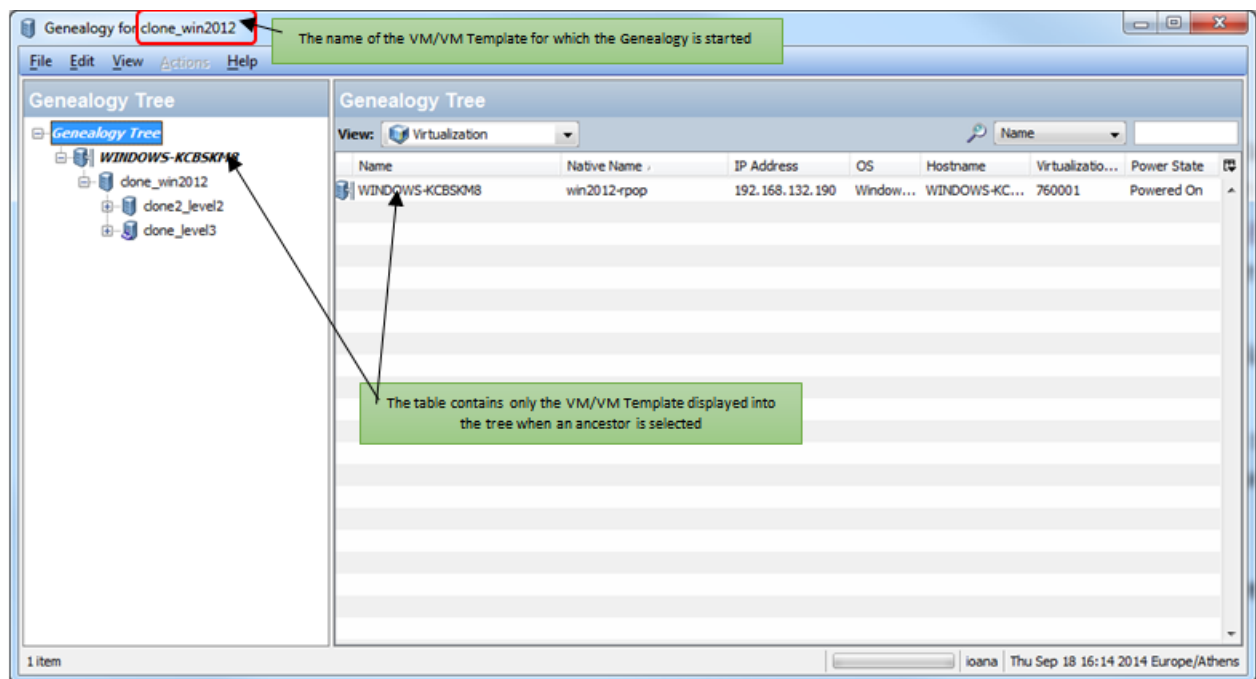 Genealogy for clone_win2012
The name of the VM/VM Template for which the Genealogy is started
File Edit View Actions Help
Genealogy Tree
Genealogy Tree
WINDOWS-KCBSKM8
clone_win2012
clone2_level2
clone_level3
Genealogy Tree
View: Virtualization Name
Name Native Name IP Address OS Hostname Virtualizatio... Power State
WINDOWS-KCBSKM8 win2012-rpop 192.168.132.190 Window... WINDOWS-KC... 760001 Powered On
The table contains only the VM/VM Template displayed into
the tree when an ancestor is selected
1 item ioana Thu Sep 18 16:14 2014 Europe/Athens